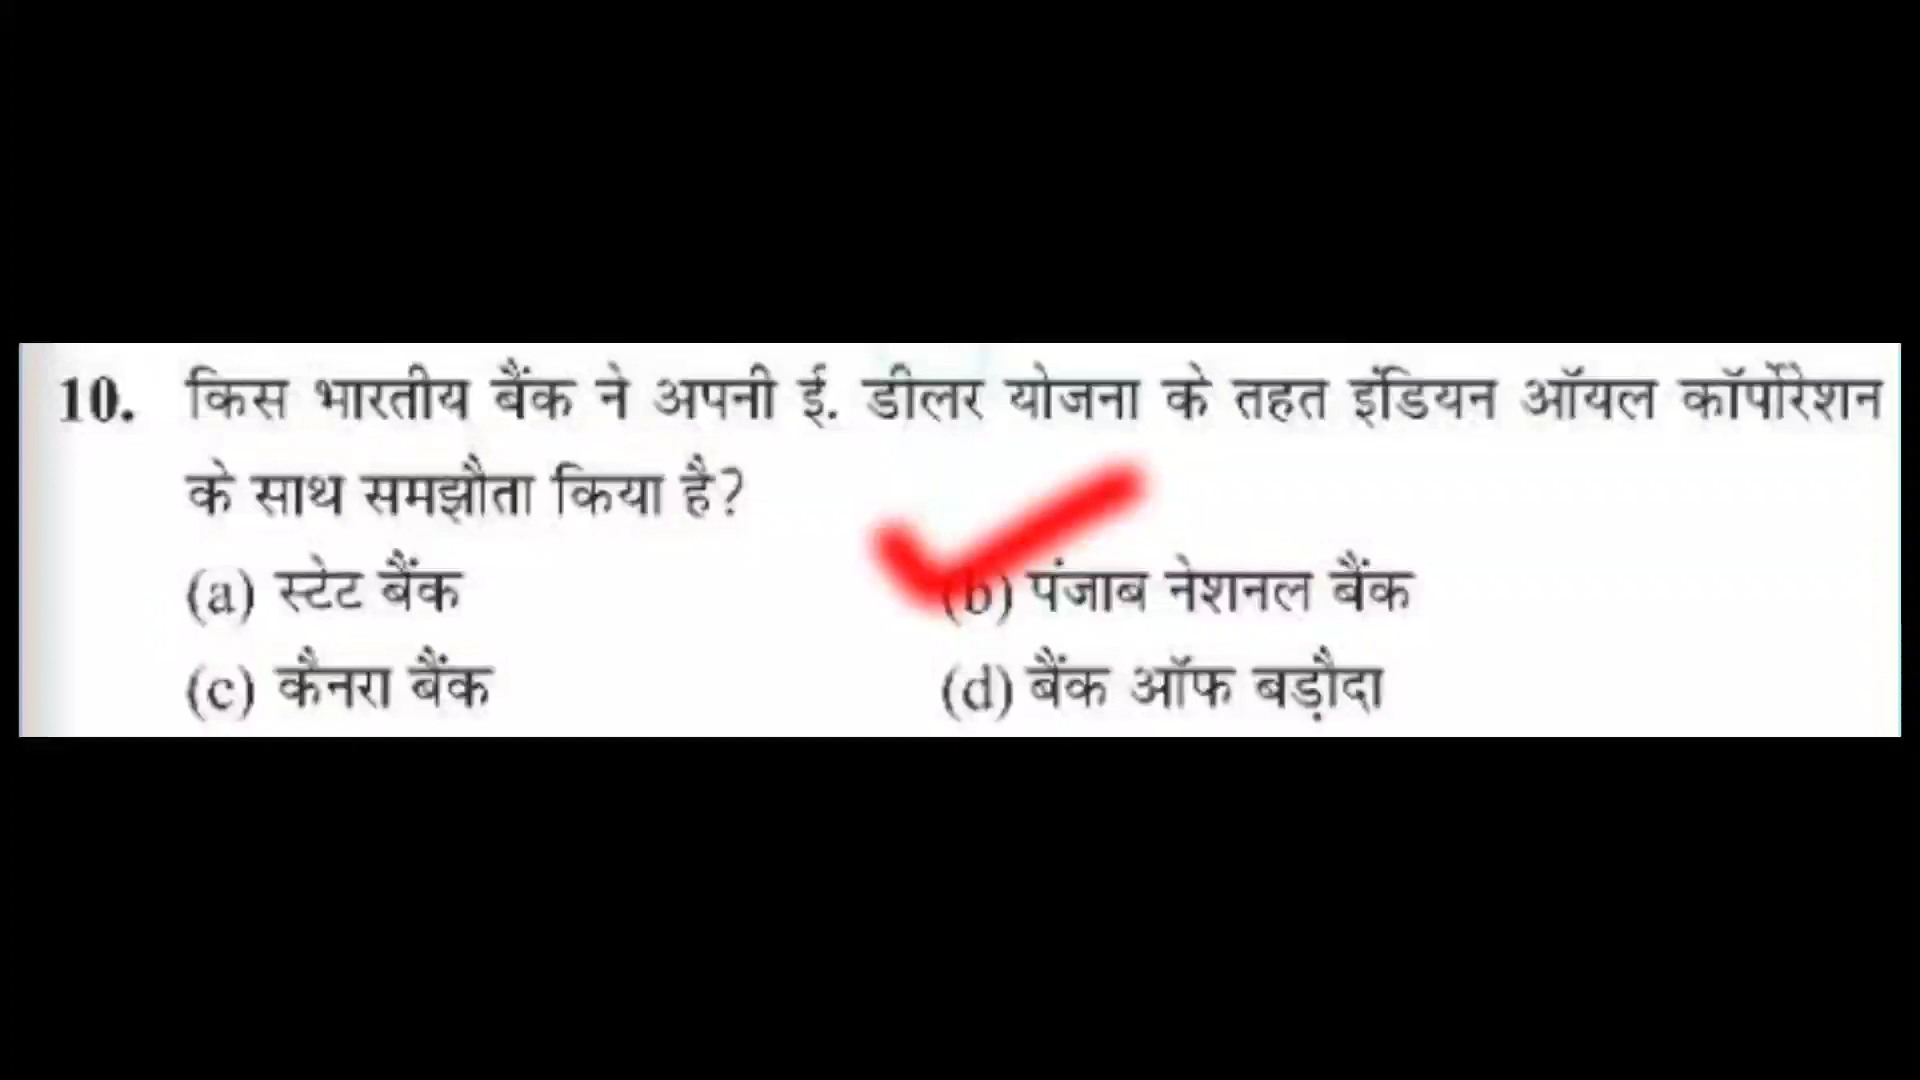 10. किस भारतीय बैंक ने अपनी ई. डीलर योजना के तहत इंडियन ऑयल कॉर्पोरेशन
के साथ समझौता किया है?
(a) स्टेट बैंक (b) पंजाब नेशनल बैंक
(c) कैनरा बैंक (d) बैंक ऑफ बड़ौदा